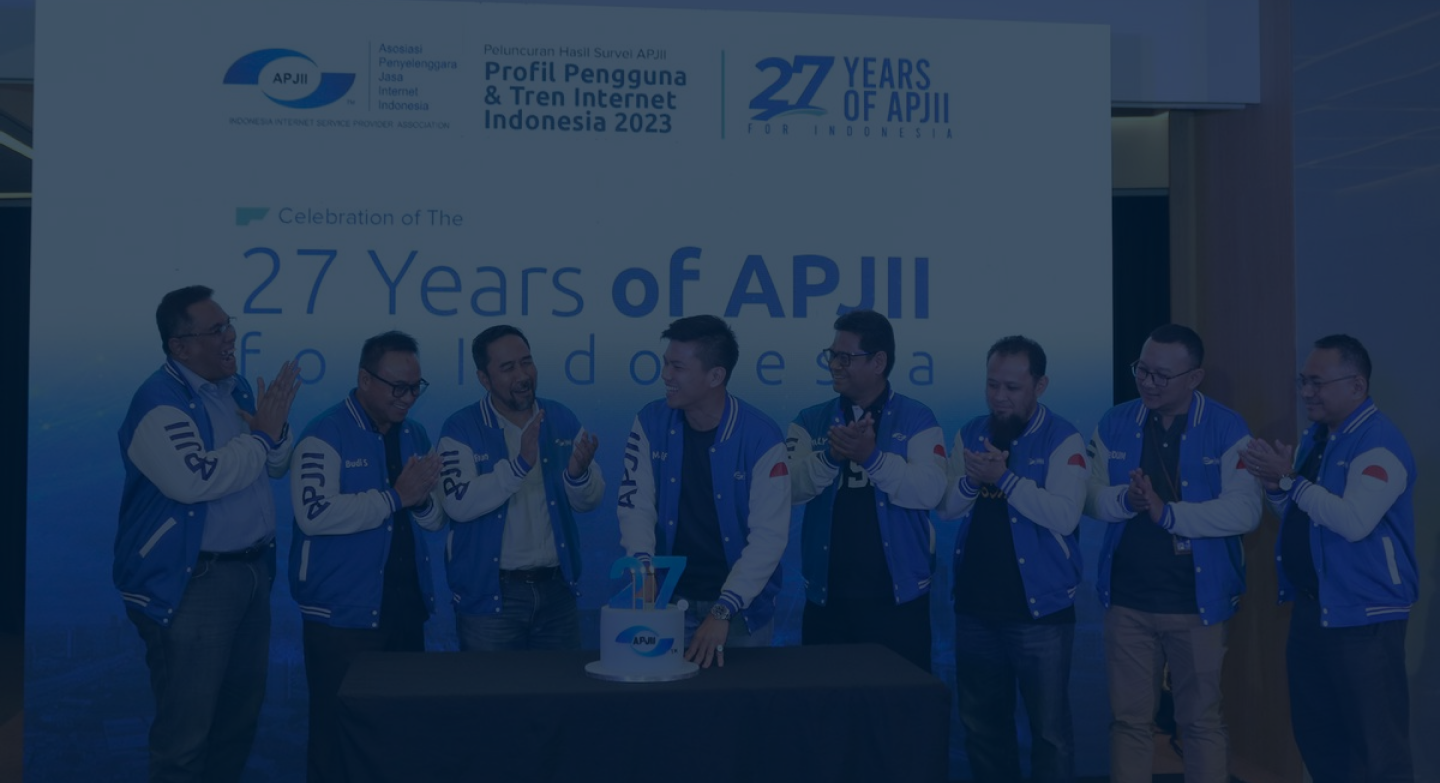 APJII
Asosiasi
Penyelenggara
Jasa
Internet
Indonesia
TM
INDONESIA INTERNET SERVICE PROVIDER ASSOCIATION
Peluncuran Hasil Survei APJII
Profil Pengguna
& Tren Internet
Indonesia 2023
27 YEARS
OF APJII
FOR INDONESIA
Celebration of The
27 Years of APJII
APJII
APJII
Budi S
APJII
APJII
27
APJII